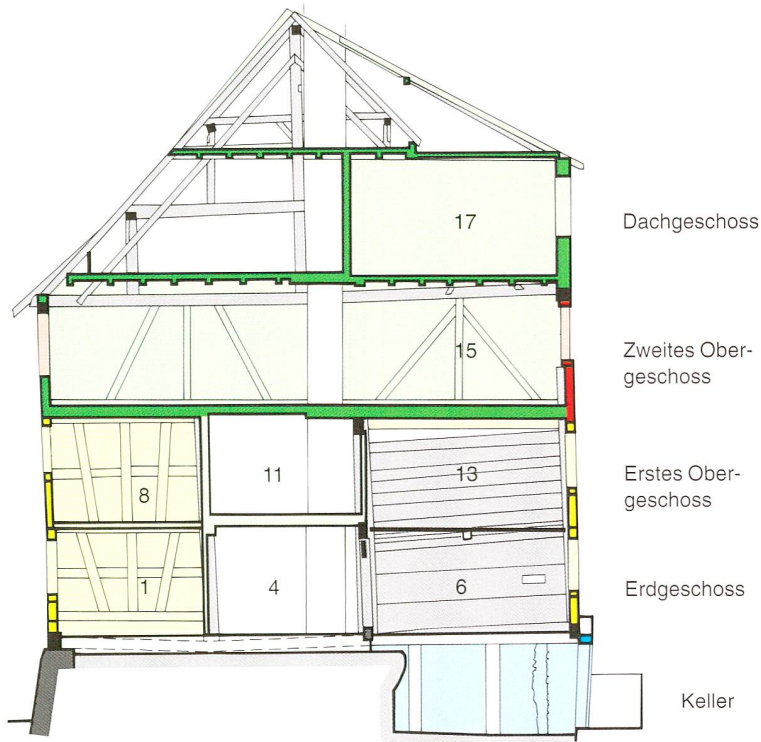 17
Dachgeschoss
15
Zweites Ober-
geschoss
8
11
13
Erstes Ober-
geschoss
1
4
6
Erdgeschoss
Keller